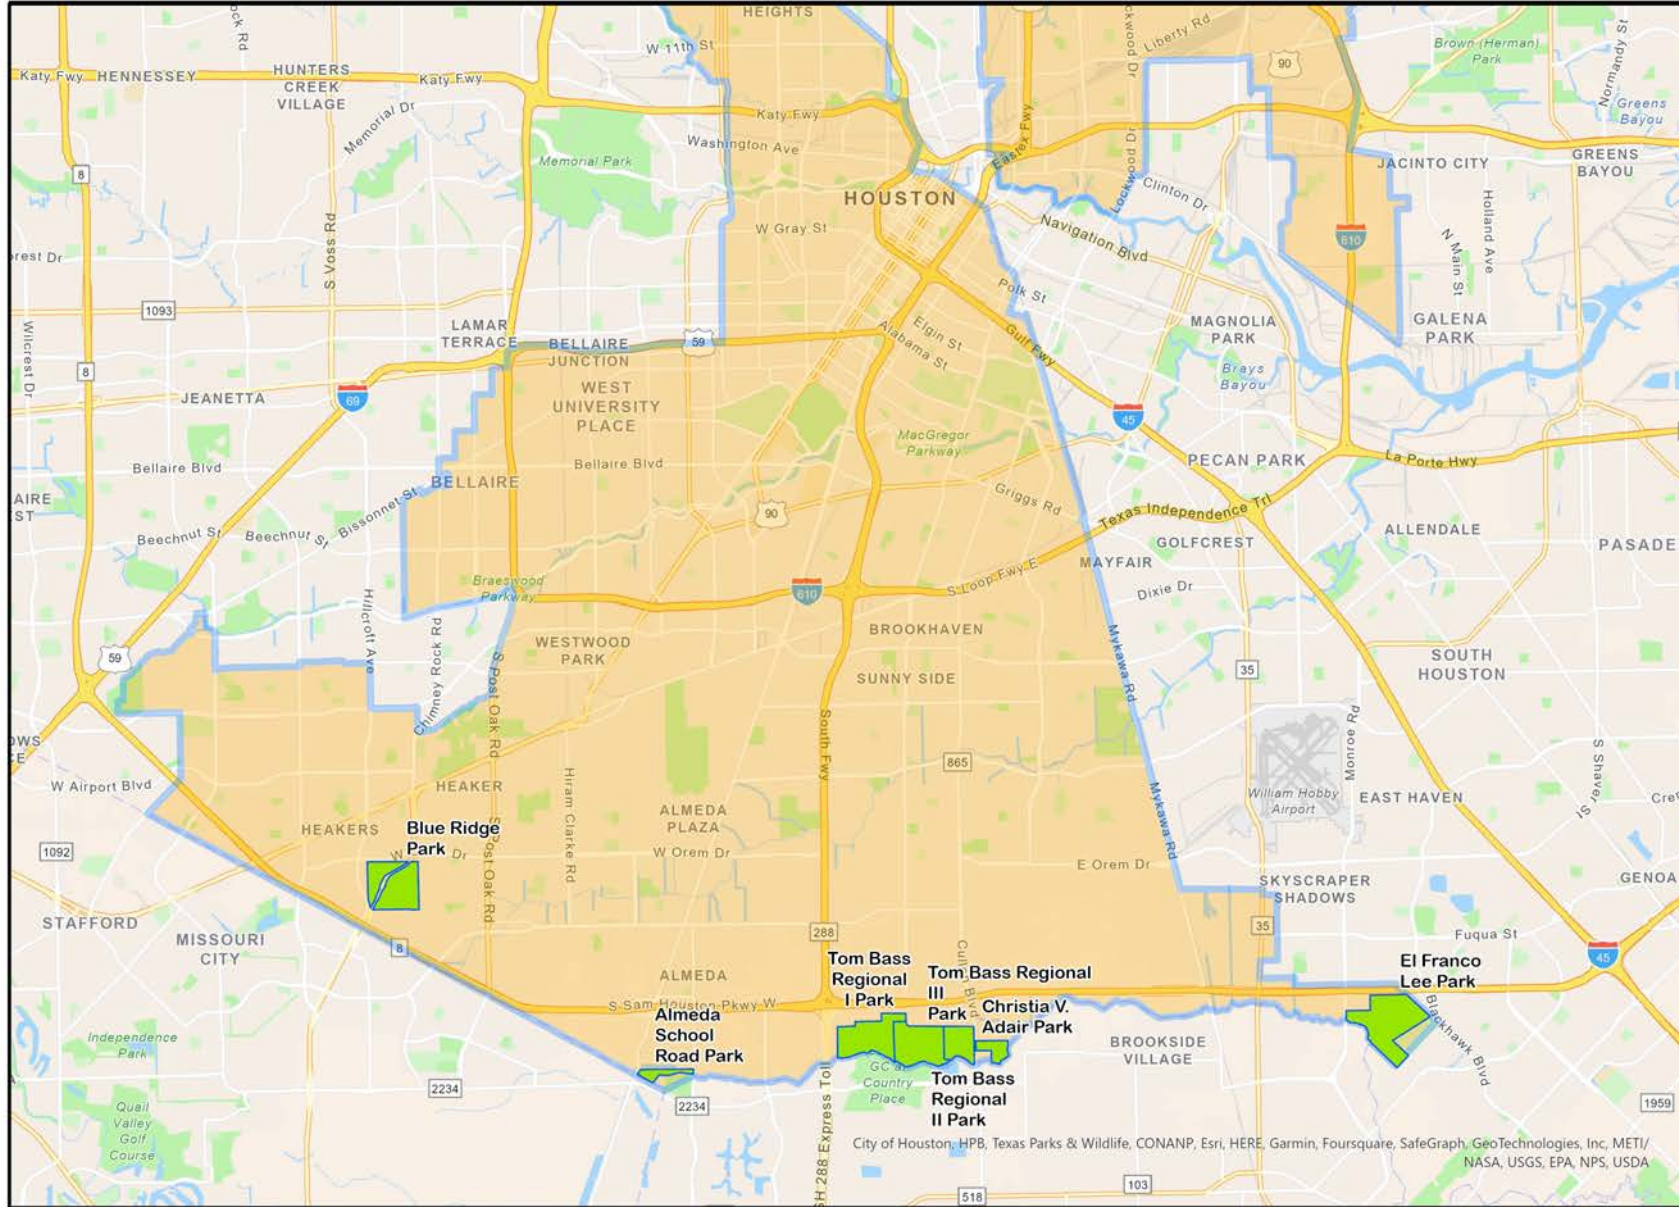 HEIGHTS
Liberty Rd
Brown (Herman)
Park
W 11th St
90
Normandy St
Katy Fwy
HENNESSEY
HUNTERS
CREEK
VILLAGE
Katy Fwy
Katy Fwy
Memorial Dr
Washington Ave
Eastex Fwy
Lockwood Dr
Greens
Bayou
8
Memorial Park
JACINTO CITY
GREENS
BAYOU
HOUSTON
Clinton Dr
Holland Ave
S Voss Rd
W Gray St
Navigation Blvd
610
N Main St
1093
Polk St
LAMAR
TERRACE
BELLAIRE
JUNCTION
59
Elgin St
Alabama St
Gulf Fwy
MAGNOLIA
PARK
GALENA
PARK
Wilcrest Dr
8
69
JEANETTA
WEST
UNIVERSITY
PLACE
Brays
Bayou
45
MacGregor
Parkway
Bellaire Blvd
Bellaire Blvd
BELLAIRE
PECAN PARK
La Porte Hwy
Griggs Rd
90
Texas Independence Trl
Beechnut St
Beechnut St
Bissonnet St
ALLENDALE
GOLFCREST
PASADE
MAYFAIR
Braeswood
Parkway
610
S Loop Fwy E
Dixie Dr
Hillcroft Ave
Chimney Rock Rd
WESTWOOD
PARK
BROOKHAVEN
Mykawa Rd
59
S Post Oak Rd
SUNNY SIDE
35
SOUTH
HOUSTON
South Fwy
Monroe Rd
S Shaver St
W Airport Blvd
865
HEAKER
Hiram Clarke Rd
Mykawa Rd
William Hobby
Airport
EAST HAVEN
HEAKERS
Blue Ridge
Park
ALMEDA
PLAZA
1092
W Orem Dr
E Orem Dr
S Post Oak Rd
SKYSCRAPER
SHADOWS
GENOA
STAFFORD
MISSOURI
CITY
8
288
35
Fuqua St
45
ALMEDA
Tom Bass
Regional
I Park
Tom Bass Regional
III
Park
Christia V.
Adair Park
El Franco
Lee Park
S Sam Houston Pkwy W
Almeda
School
Road Park
Blackhawk Blvd
Independence
Park
BROOKSIDE
VILLAGE
GC at
Country
Place
Tom Bass
Regional
II Park
2234
2234
1959
Quail
Valley
Golf
Course
SH 288 Express Toll
City of Houston, HPB, Texas Parks & Wildlife, CONANP, Esri, HERE, Garmin, Foursquare, SafeGraph, GeoTechnologies, Inc, METI/
NASA, USGS, EPA, NPS, USDA
103
518